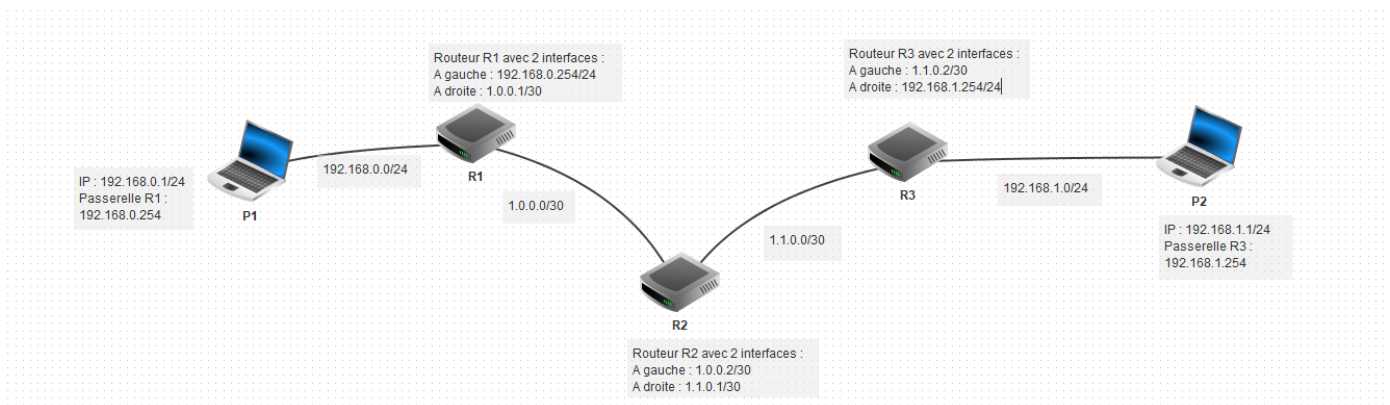 Routeur R1 avec 2 interfaces :
A gauche : 192.168.0.254/24
A droite : 1.0.0.1/30
Routeur R3 avec 2 interfaces :
A gauche : 1.1.0.2/30
A droite : 192.168.1.254/24
192.168.0.0/24
R1
IP : 192.168.0.1/24
Passerelle R1 :
192.168.0.254
P1
1.0.0.0/30
R3
192.168.1.0/24
P2
1.1.0.0/30
IP : 192.168.1.1/24
Passerelle R3 :
192.168.1.254
R2
Routeur R2 avec 2 interfaces :
A gauche : 1.0.0.2/30
A droite : 1.1.0.1/30